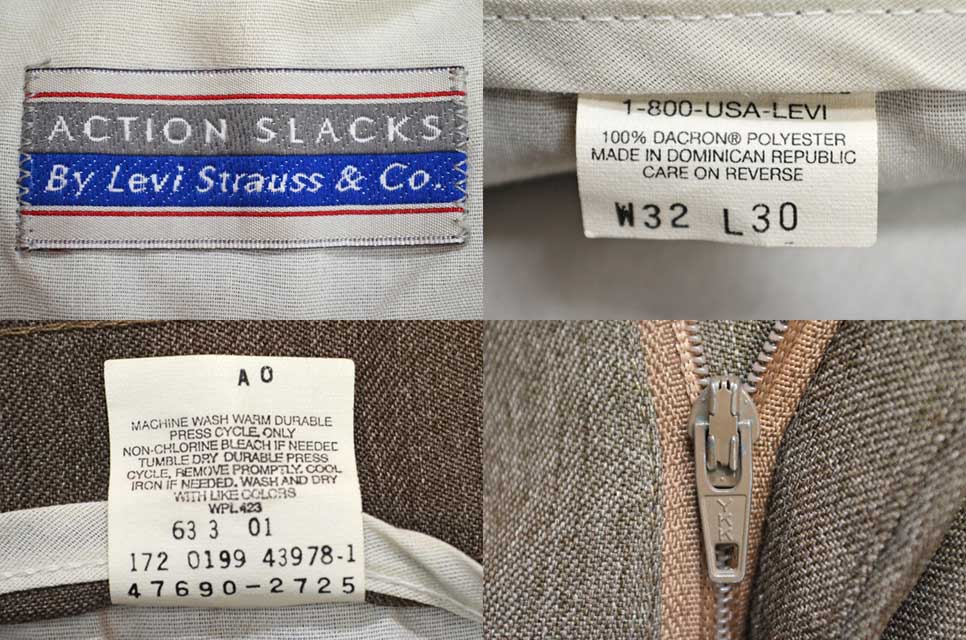 ACTION SLACKS
By Levi Strauss & Co.
1-800-USA-LEVI
100% DACRON® POLYESTER
MADE IN DOMINICAN REPUBLIC
CARE ON REVERSE
W32 L30
A 0
MACHINE WASH WARM DURABLE
PRESS CYCLE. ONLY
NON-CHLORINE BLEACH IF NEEDED
TUMBLE DRY DURABLE PRESS
CYCLE, REMOVE PROMPTLY. COOL
IRON IF NEEDED. WASH AND DRY
WITH LIKE COLORS
WPL 423
63 3 01
172 0199 43978-1
47690-2725
YKK